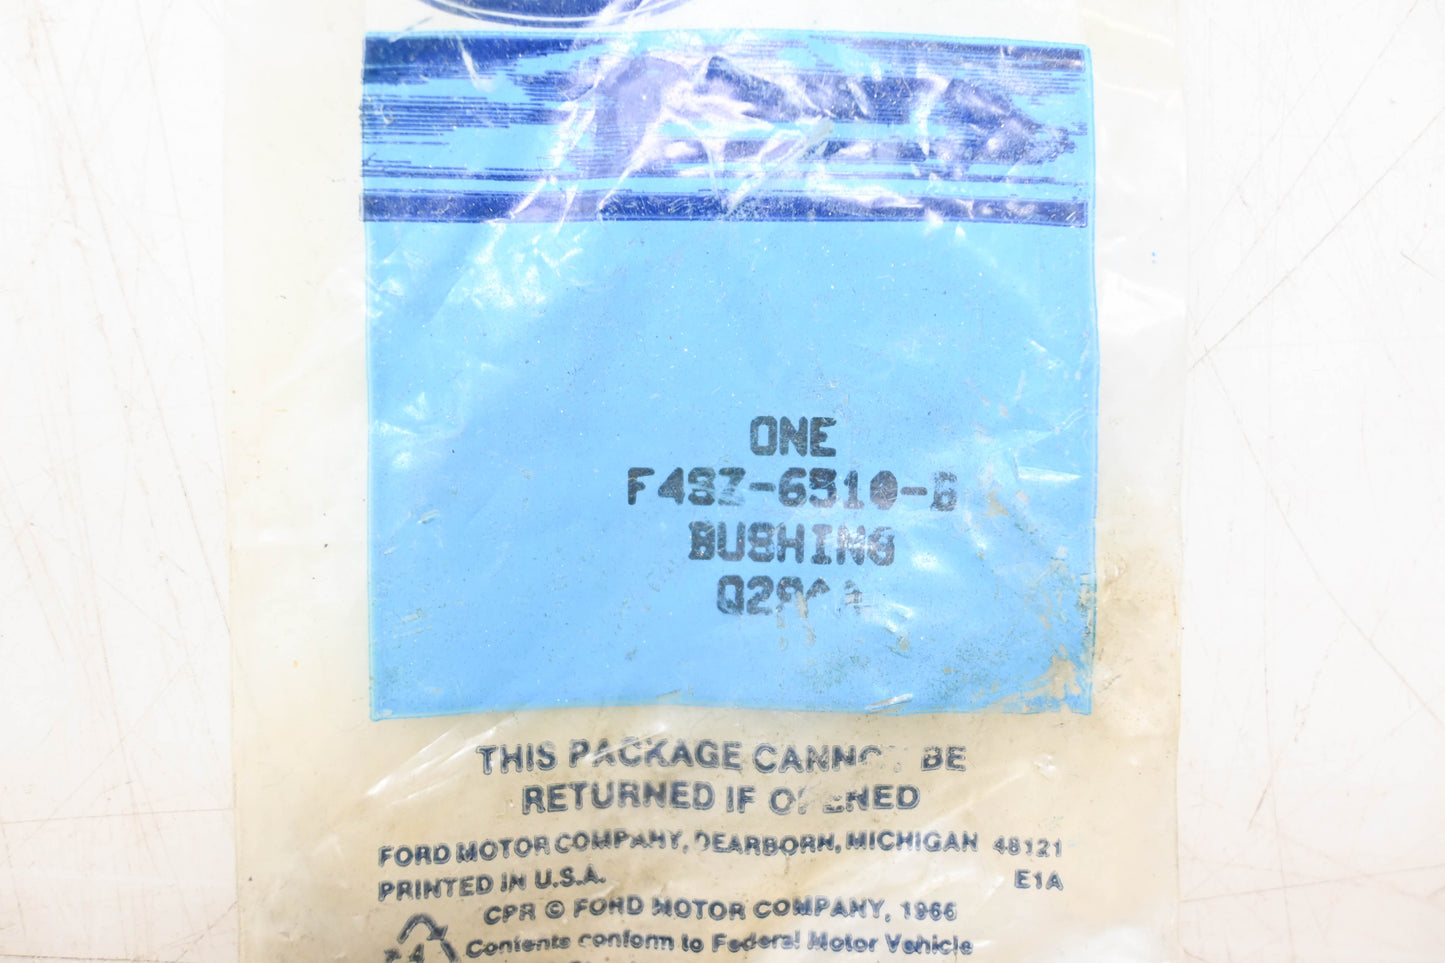 ONE
F4SZ-6510-B
BUSHING
THIS PACKAGE CANNOT BE
RETURNED IF OPENED
FORD MOTOR COMPANY, DEARBORN, MICHIGAN 48121
PRINTED IN U.S.A. E1A
CPR © FORD MOTOR COMPANY, 1966
4 Contents conform to Federal Motor Vehicle